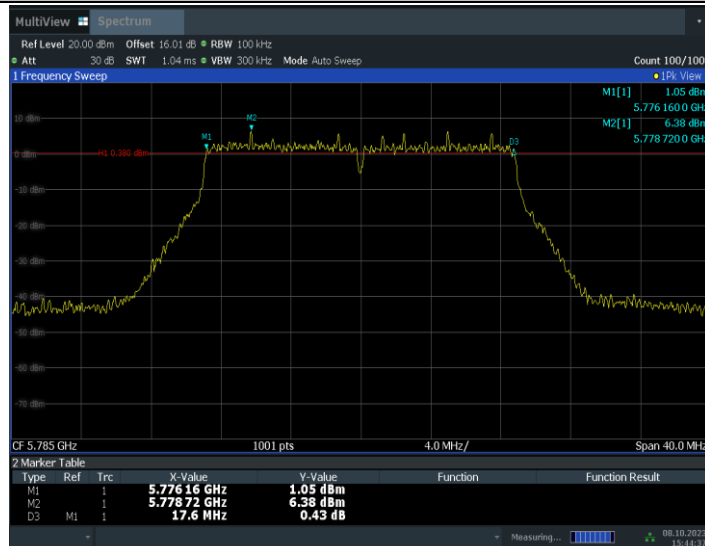 MultiView Spectrum
Ref Level 20.00 dBm Offset 16.01 dB RBW 100 kHz
Att 30 dB SWT 1.04 ms VBW 300 kHz Mode Auto Sweep Count 100/100
1 Frequency Sweep 1Pk View
M1[1] 1.05 dBm
5.776 160 0 GHz
M2[1] 6.38 dBm
5.778 720 0 GHz
10 dBm
M2
M1
D3
0 dBm
H1 0.380 dBm
-10 dBm
-20 dBm
-30 dBm
-40 dBm
-50 dBm
-60 dBm
-70 dBm
CF 5.785 GHz 1001 pts 4.0 MHz/ Span 40.0 MHz
2 Marker Table
Type Ref Trc X-Value Y-Value Function Function Result
M1 1 5.776 16 GHz 1.05 dBm
M2 1 5.778 72 GHz 6.38 dBm
D3 M1 1 17.6 MHz 0.43 dB
Measuring...
15:44:37